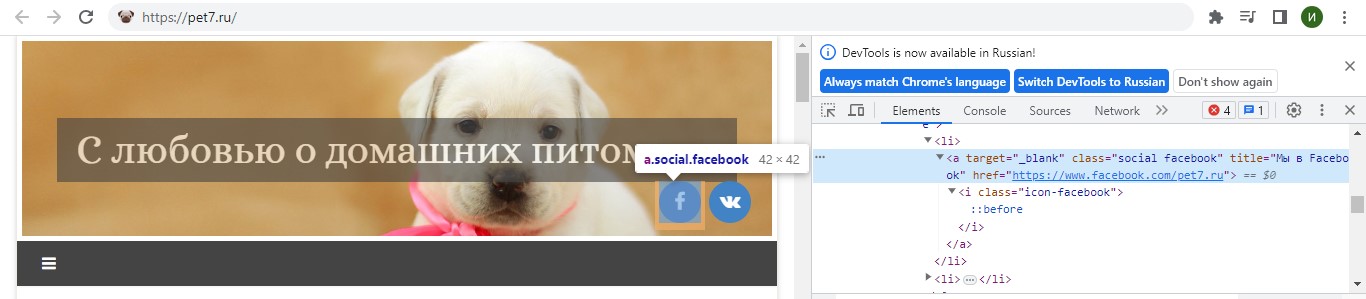 https://pet7.ru/
И
С любовью о домашних питом
a.social.facebook 42 × 42
DevTools is now available in Russian!
Always match Chrome's language Switch DevTools to Russian Don't show again
Elements Console Sources Network 4 1
<li>
<a target="_blank" class="social facebook" title="Мы в Facebo
ok" href="https://www.facebook.com/pet7.ru"> == $0
<i class="icon-facebook">
::before
</i>
</a>
</li>
<li>…</li>